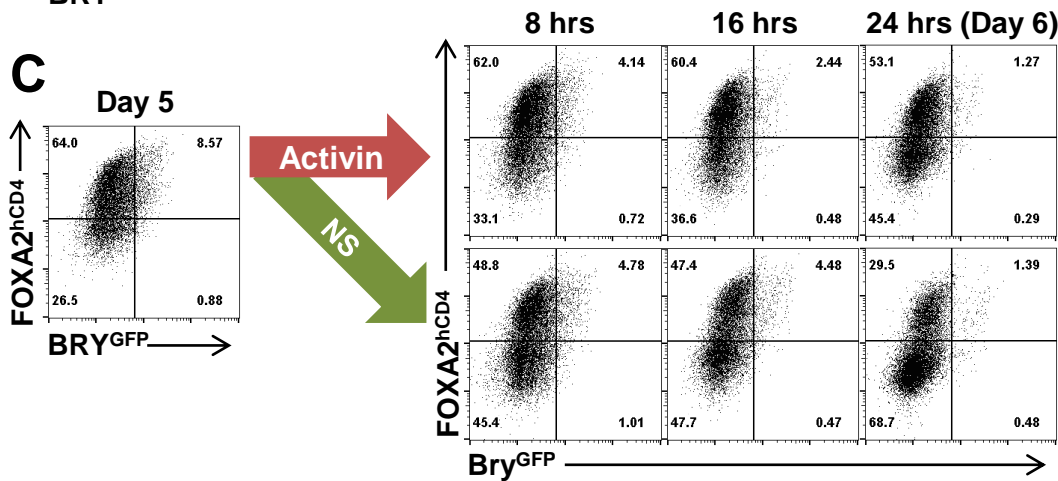 BRY
8 hrs
16 hrs
24 hrs (Day 6)
C
Day 5
FOXA2hCD4
64.0
8.57
26.5
0.88
BRYGFP
Activin
NS
FOXA2hCD4
62.0
4.14
33.1
0.72
60.4
2.44
36.6
0.48
53.1
1.27
45.4
0.29
FOXA2hCD4
48.8
4.78
45.4
1.01
47.4
4.48
47.7
0.47
29.5
1.39
68.7
0.48
BryGFP